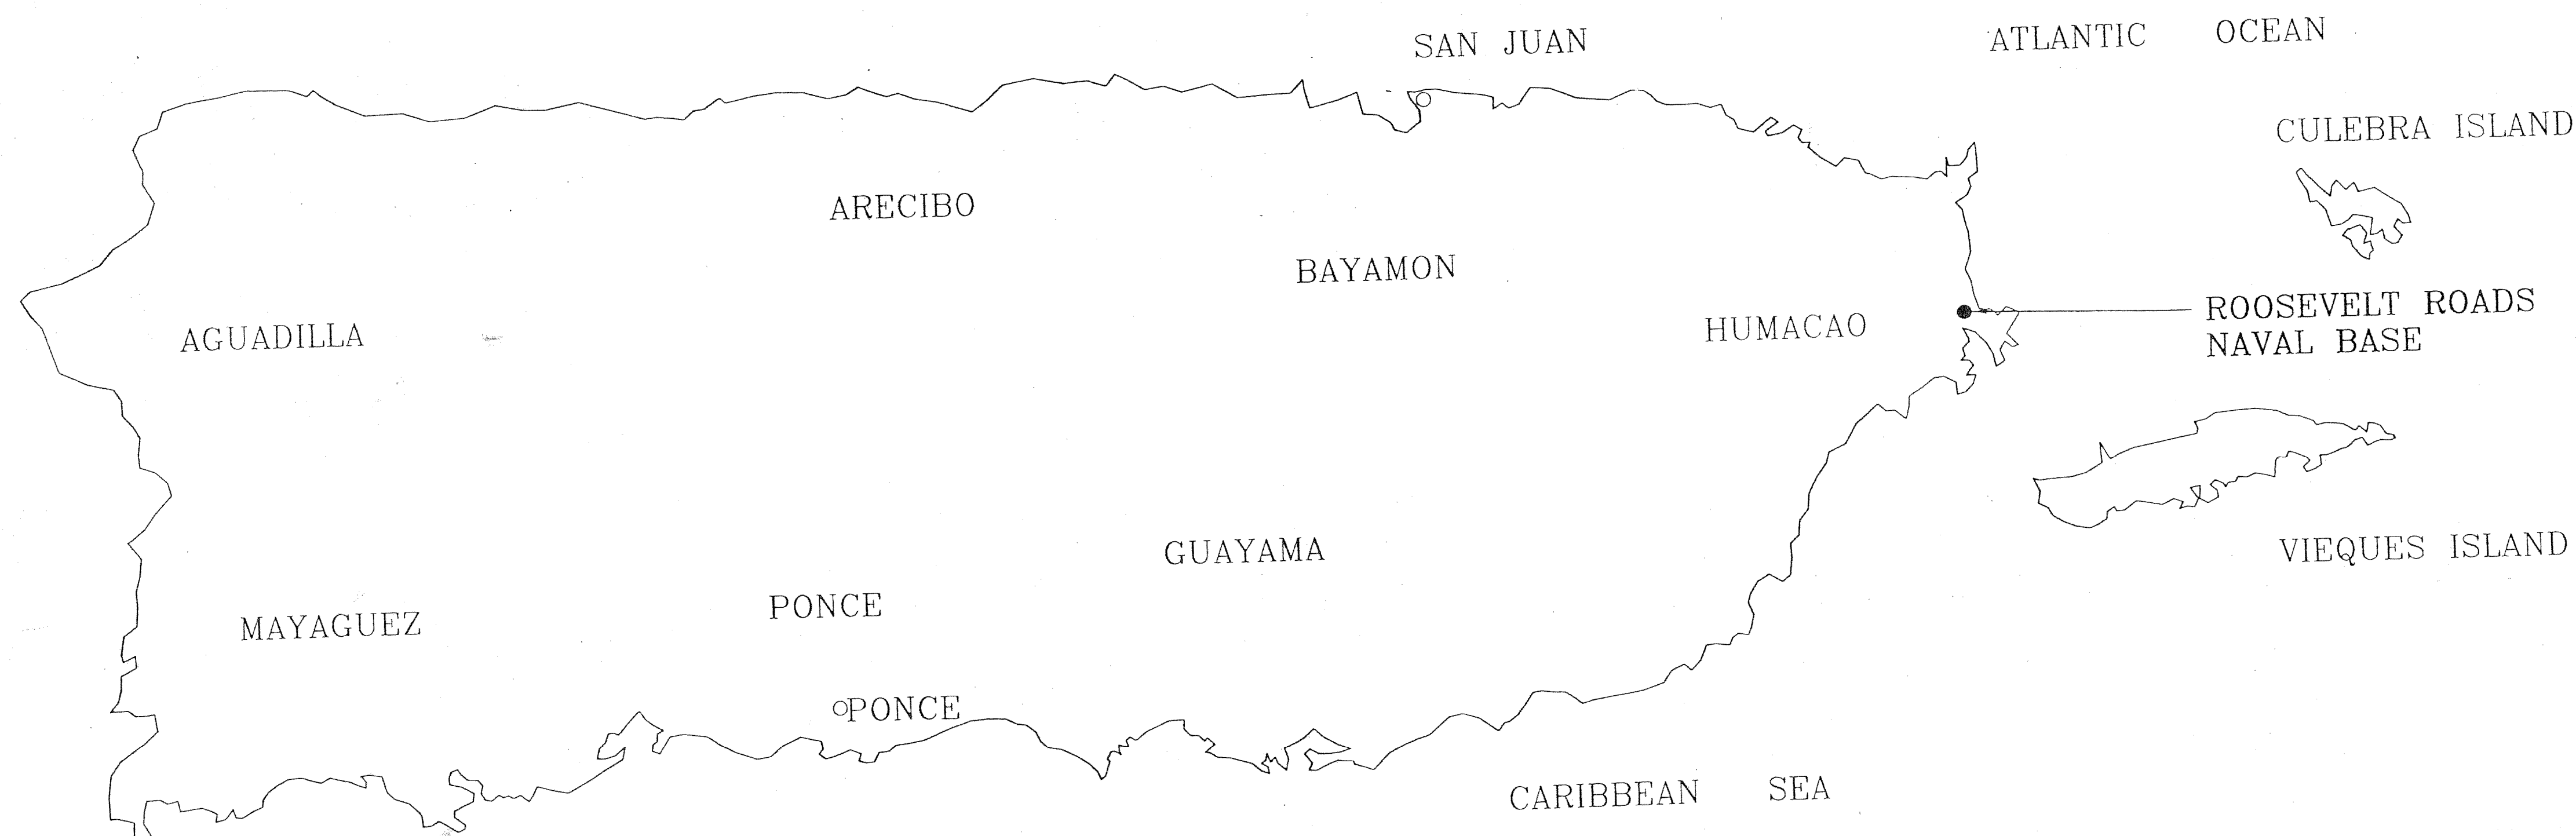 SAN JUAN
ATLANTIC OCEAN
CULEBRA ISLAND
ARECIBO
BAYAMON
ROOSEVELT ROADS
NAVAL BASE
HUMACAO
AGUADILLA
VIEQUES ISLAND
GUAYAMA
PONCE
MAYAGUEZ
PONCE
CARIBBEAN SEA